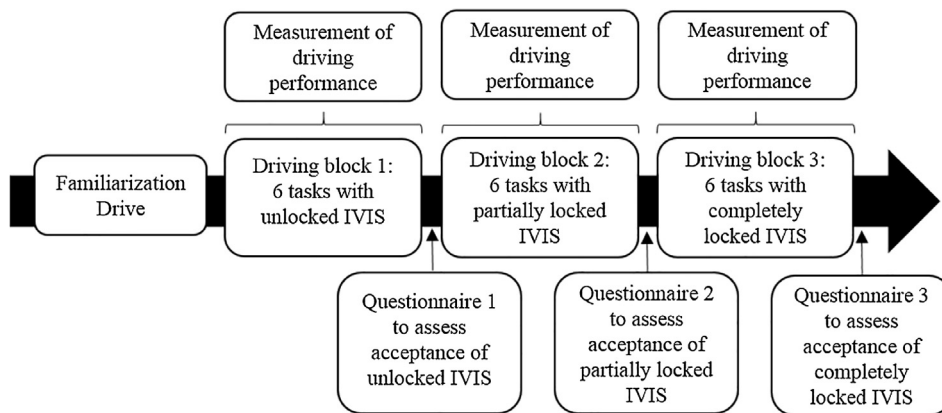 Measurement of
driving
performance
Measurement of
driving
performance
Measurement of
driving
performance
Familiarization
Drive
Driving block 1:
6 tasks with
unlocked IVIS
Driving block 2:
6 tasks with
partially locked
IVIS
Driving block 3:
6 tasks with
completely
locked IVIS
Questionnaire 1
to assess
acceptance of
unlocked IVIS
Questionnaire 2
to assess
acceptance of
partially locked
IVIS
Questionnaire 3
to assess
acceptance of
completely
locked IVIS